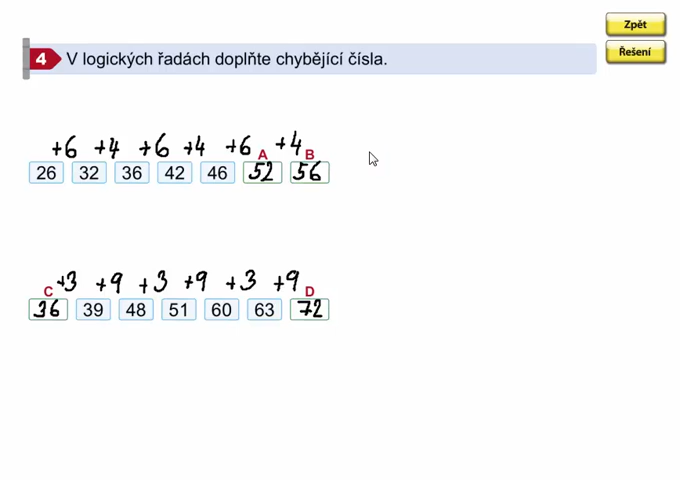 Zpět
Řešení
4 V logických řadách doplňte chybějící čísla.
+6 +4 +6 +4 +6 +4
A B
26 32 36 42 46 52 56
+3 +9 +3 +9 +3 +9
C D
36 39 48 51 60 63 72